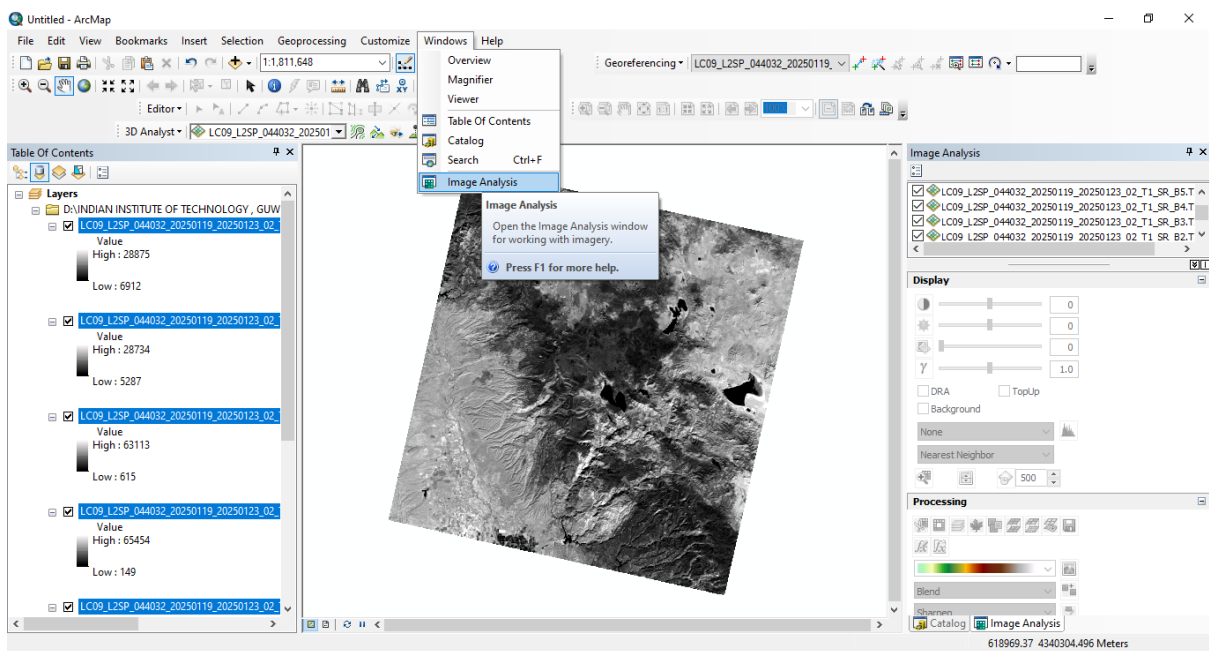 Untitled - ArcMap
File Edit View Bookmarks Insert Selection Geoprocessing Customize Windows Help
1:1,811,648
Georeferencing
LC09_L2SP_044032_20250119_
Editor
3D Analyst
LC09_L2SP_044032_202501
Overview
Magnifier
Viewer
Table Of Contents
Catalog
Search Ctrl+F
Image Analysis
Image Analysis
Open the Image Analysis window
for working with imagery.
Press F1 for more help.
Table Of Contents
Layers
D:\INDIAN INSTITUTE OF TECHNOLOGY , GUW
LC09_L2SP_044032_20250119_20250123_02_
Value
High : 28875
Low : 6912
LC09_L2SP_044032_20250119_20250123_02_
Value
High : 28734
Low : 5287
LC09_L2SP_044032_20250119_20250123_02_
Value
High : 63113
Low : 615
LC09_L2SP_044032_20250119_20250123_02_
Value
High : 65454
Low : 149
LC09_L2SP_044032_20250119_20250123_02_
Image Analysis
LC09_L2SP_044032_20250119_20250123_02_T1_SR_B5.T
LC09_L2SP_044032_20250119_20250123_02_T1_SR_B4.T
LC09_L2SP_044032_20250119_20250123_02_T1_SR_B3.T
LC09_L2SP_044032_20250119_20250123_02_T1_SR_B2.T
Display
0
0
0
γ 1.0
DRA TopUp
Background
None
Nearest Neighbor
500
Processing
Blend
Sharpen
Catalog Image Analysis
618969.37 4340304.496 Meters